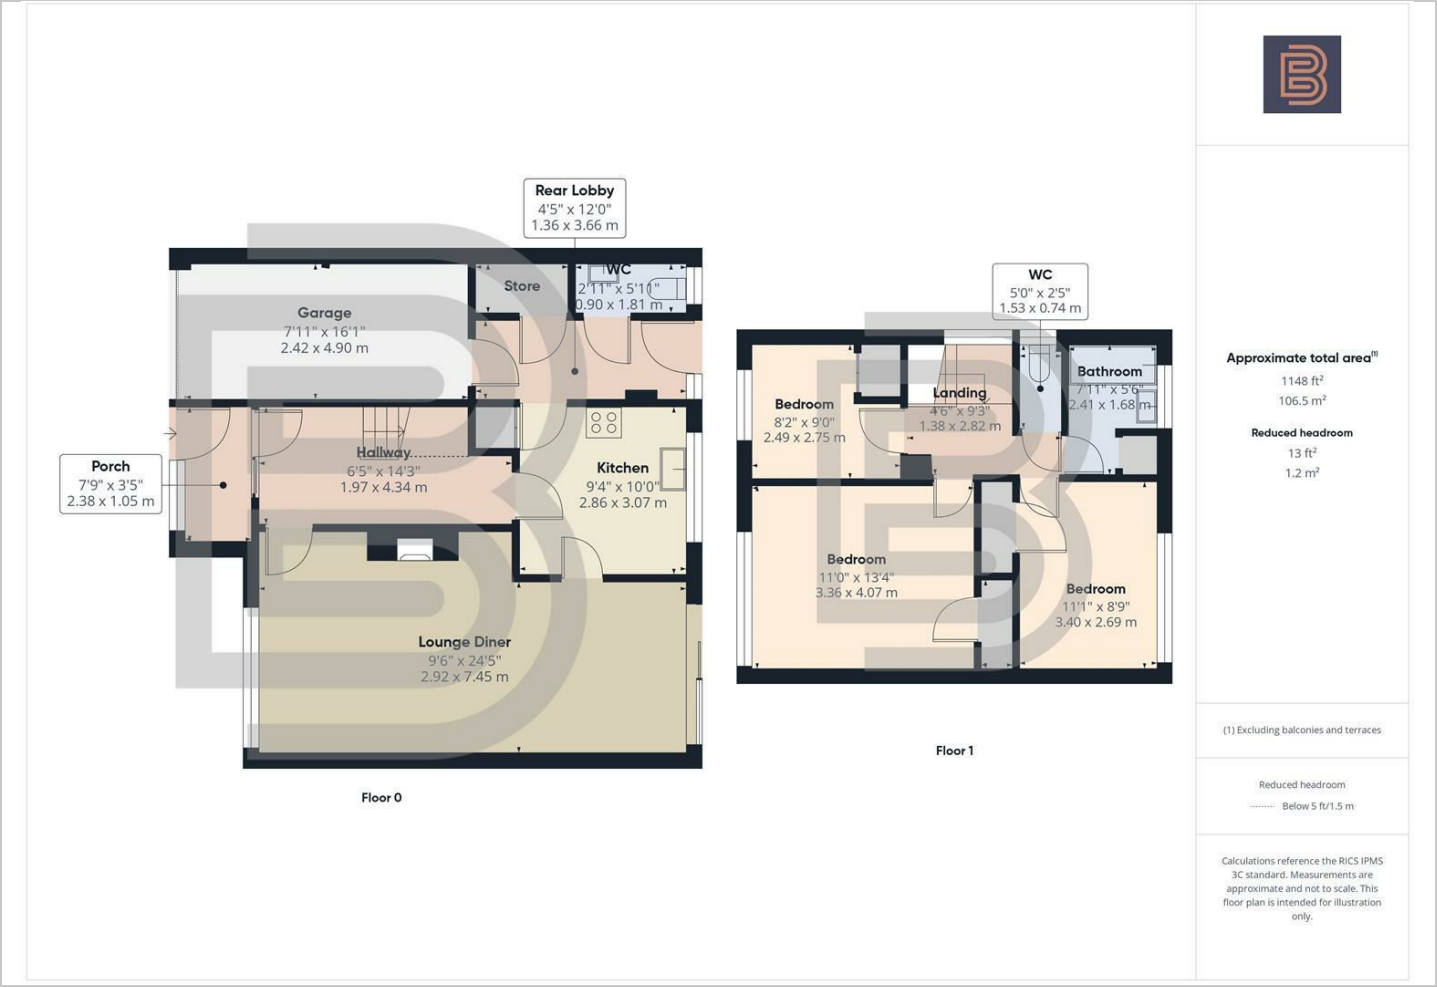 Rear Lobby
4'5" x 12'0"
1.36 x 3.66 m
WC
2'11" x 5'11"
0.90 x 1.81 m
Store
Garage
7'11" x 16'1"
2.42 x 4.90 m
Hallway
6'5" x 14'3"
1.97 x 4.34 m
Porch
7'9" x 3'5"
2.38 x 1.05 m
Kitchen
9'4" x 10'0"
2.86 x 3.07 m
Lounge Diner
9'6" x 24'5"
2.92 x 7.45 m
Floor 0
WC
5'0" x 2'5"
1.53 x 0.74 m
Bathroom
7'11" x 5'6"
2.41 x 1.68 m
Landing
4'6" x 9'3"
1.38 x 2.82 m
Bedroom
8'2" x 9'0"
2.49 x 2.75 m
Bedroom
11'0" x 13'4"
3.36 x 4.07 m
Bedroom
11'1" x 8'9"
3.40 x 2.69 m
Floor 1
B
Approximate total area(1)
1148 ft²
106.5 m²
Reduced headroom
13 ft²
1.2 m²
(1) Excluding balconies and terraces
Reduced headroom
Below 5 ft/1.5 m
Calculations reference the RICS IPMS
3C standard. Measurements are
approximate and not to scale. This
floor plan is intended for illustration
only.